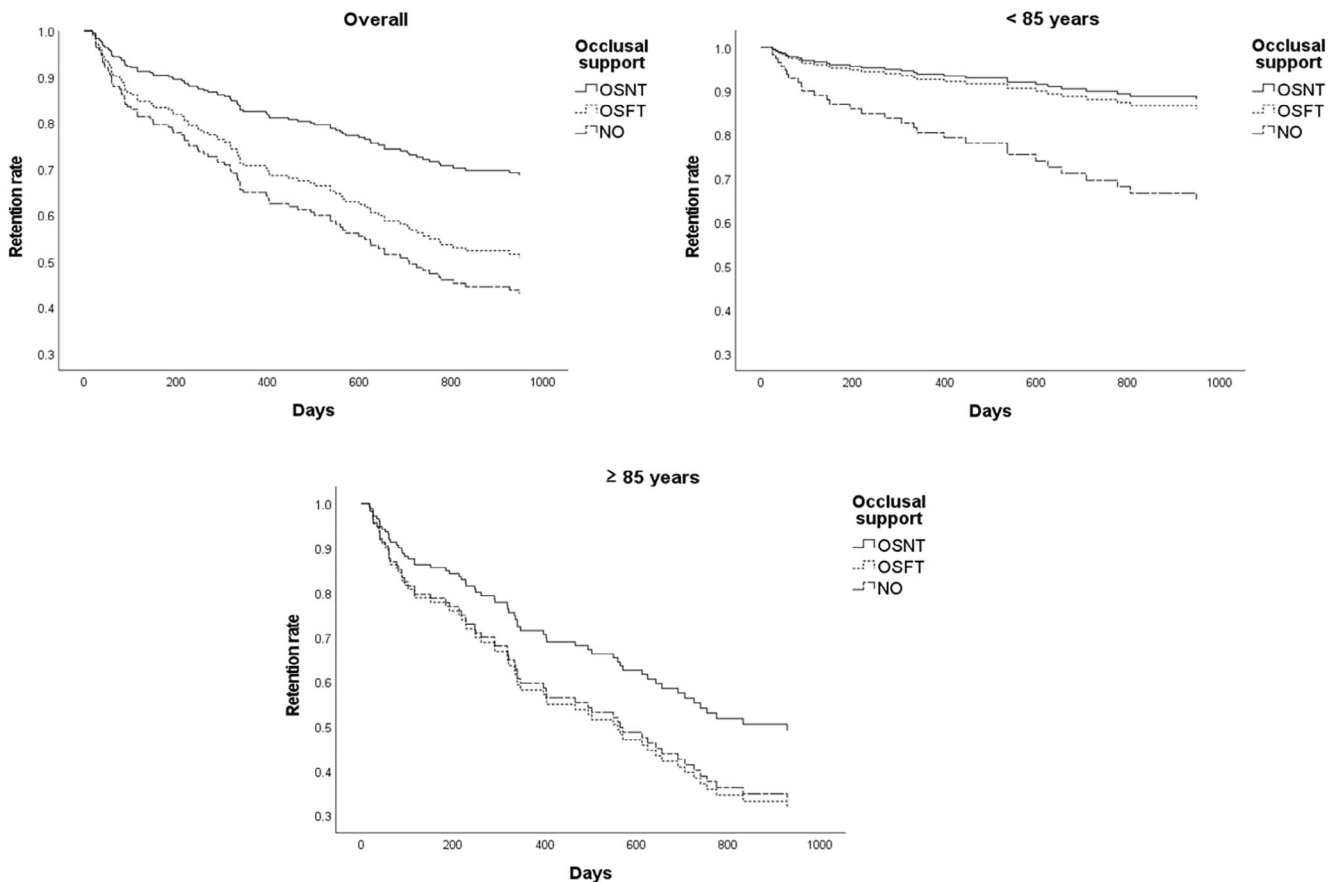 Overall
Retention rate
1.0
0.9
0.8
0.7
0.6
0.5
0.4
0.3
0 200 400 600 800 1000
Days
Occlusal
support
OSNT
OSFT
NO
< 85 years
Retention rate
1.0
0.9
0.8
0.7
0.6
0.5
0.4
0.3
0 200 400 600 800 1000
Days
Occlusal
support
OSNT
OSFT
NO
≥ 85 years
Retention rate
1.0
0.9
0.8
0.7
0.6
0.5
0.4
0.3
0 200 400 600 800 1000
Days
Occlusal
support
OSNT
OSFT
NO